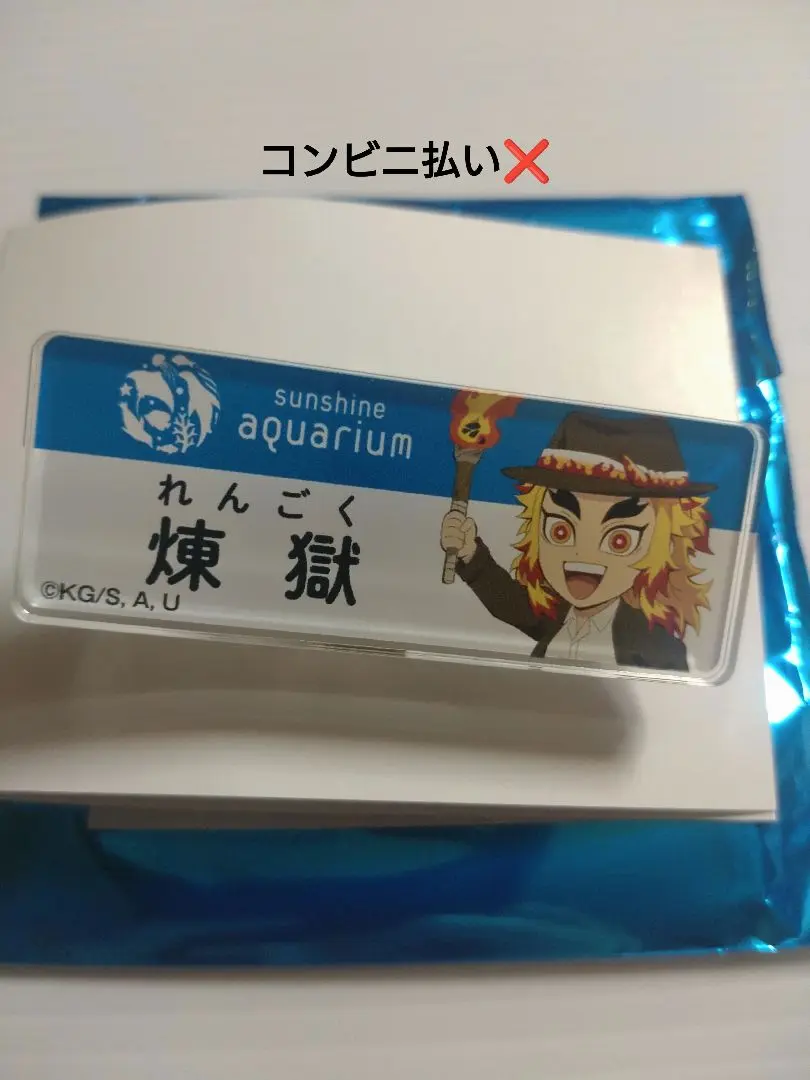 コンビニ払い❌
sunshine
aquarium
れんごく
煉獄
©KG/S, A, U